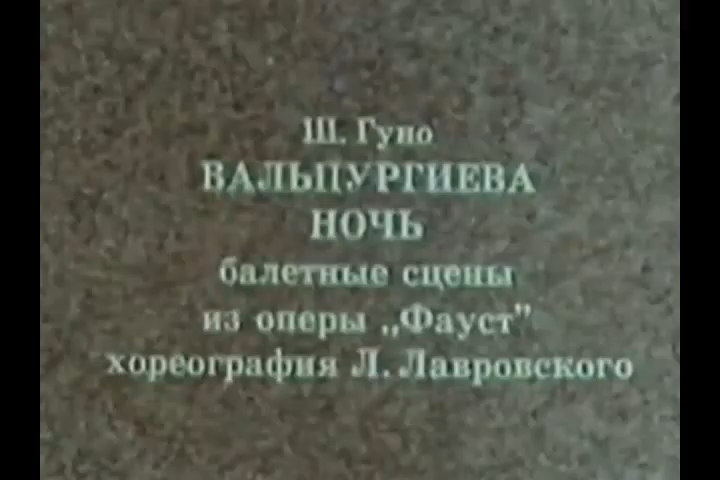 Ш. Гуно
ВАЛЬПУРГИЕВА
НОЧЬ
балетные сцены
из оперы „Фауст”
хореография Л. Лавровского